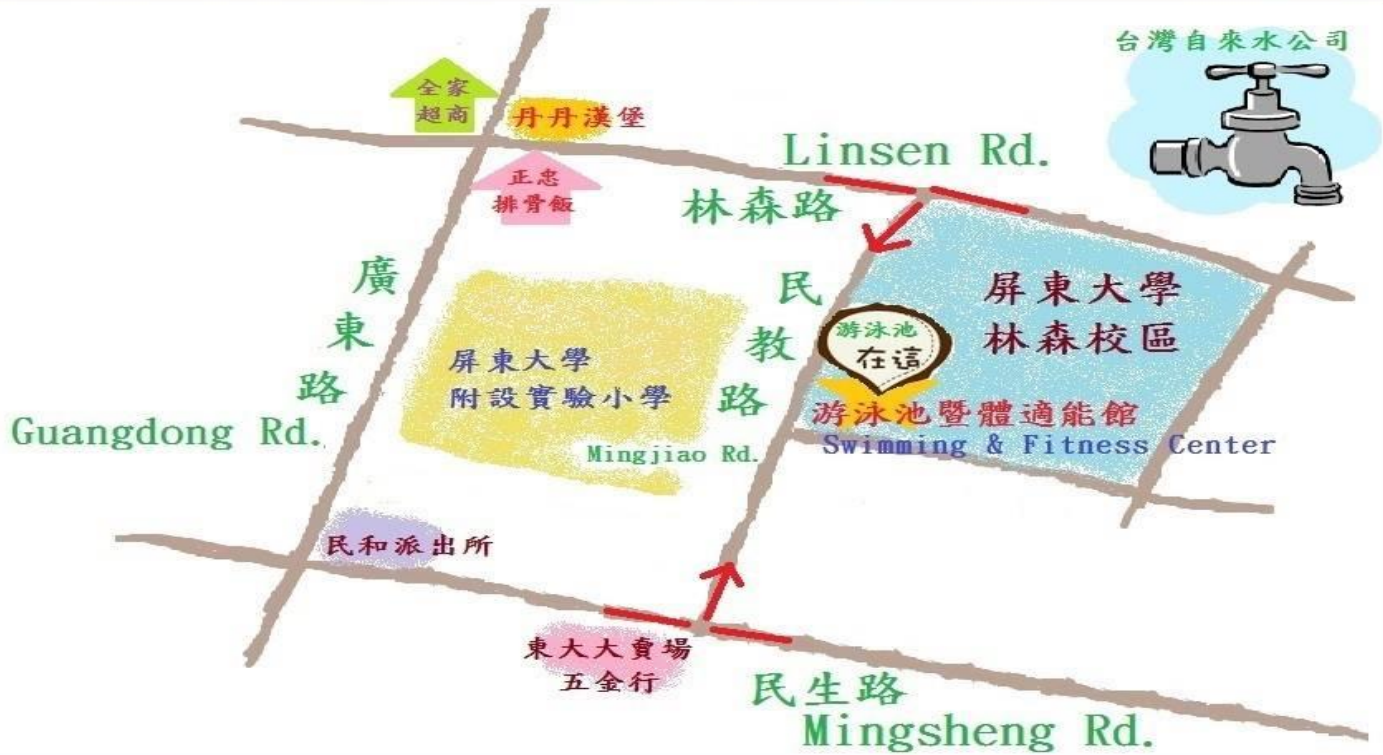 台灣自來水公司
全家
超商
丹丹漢堡
正忠
排骨飯
Linsen Rd.
林森路
廣東路
Guangdong Rd.
屏東大學
附設實驗小學
民教路
Mingjiao Rd.
游泳池
在這
屏東大學
林森校區
游泳池暨體適能館
Swimming & Fitness Center
民和派出所
東大大賣場
五金行
民生路
Mingsheng Rd.